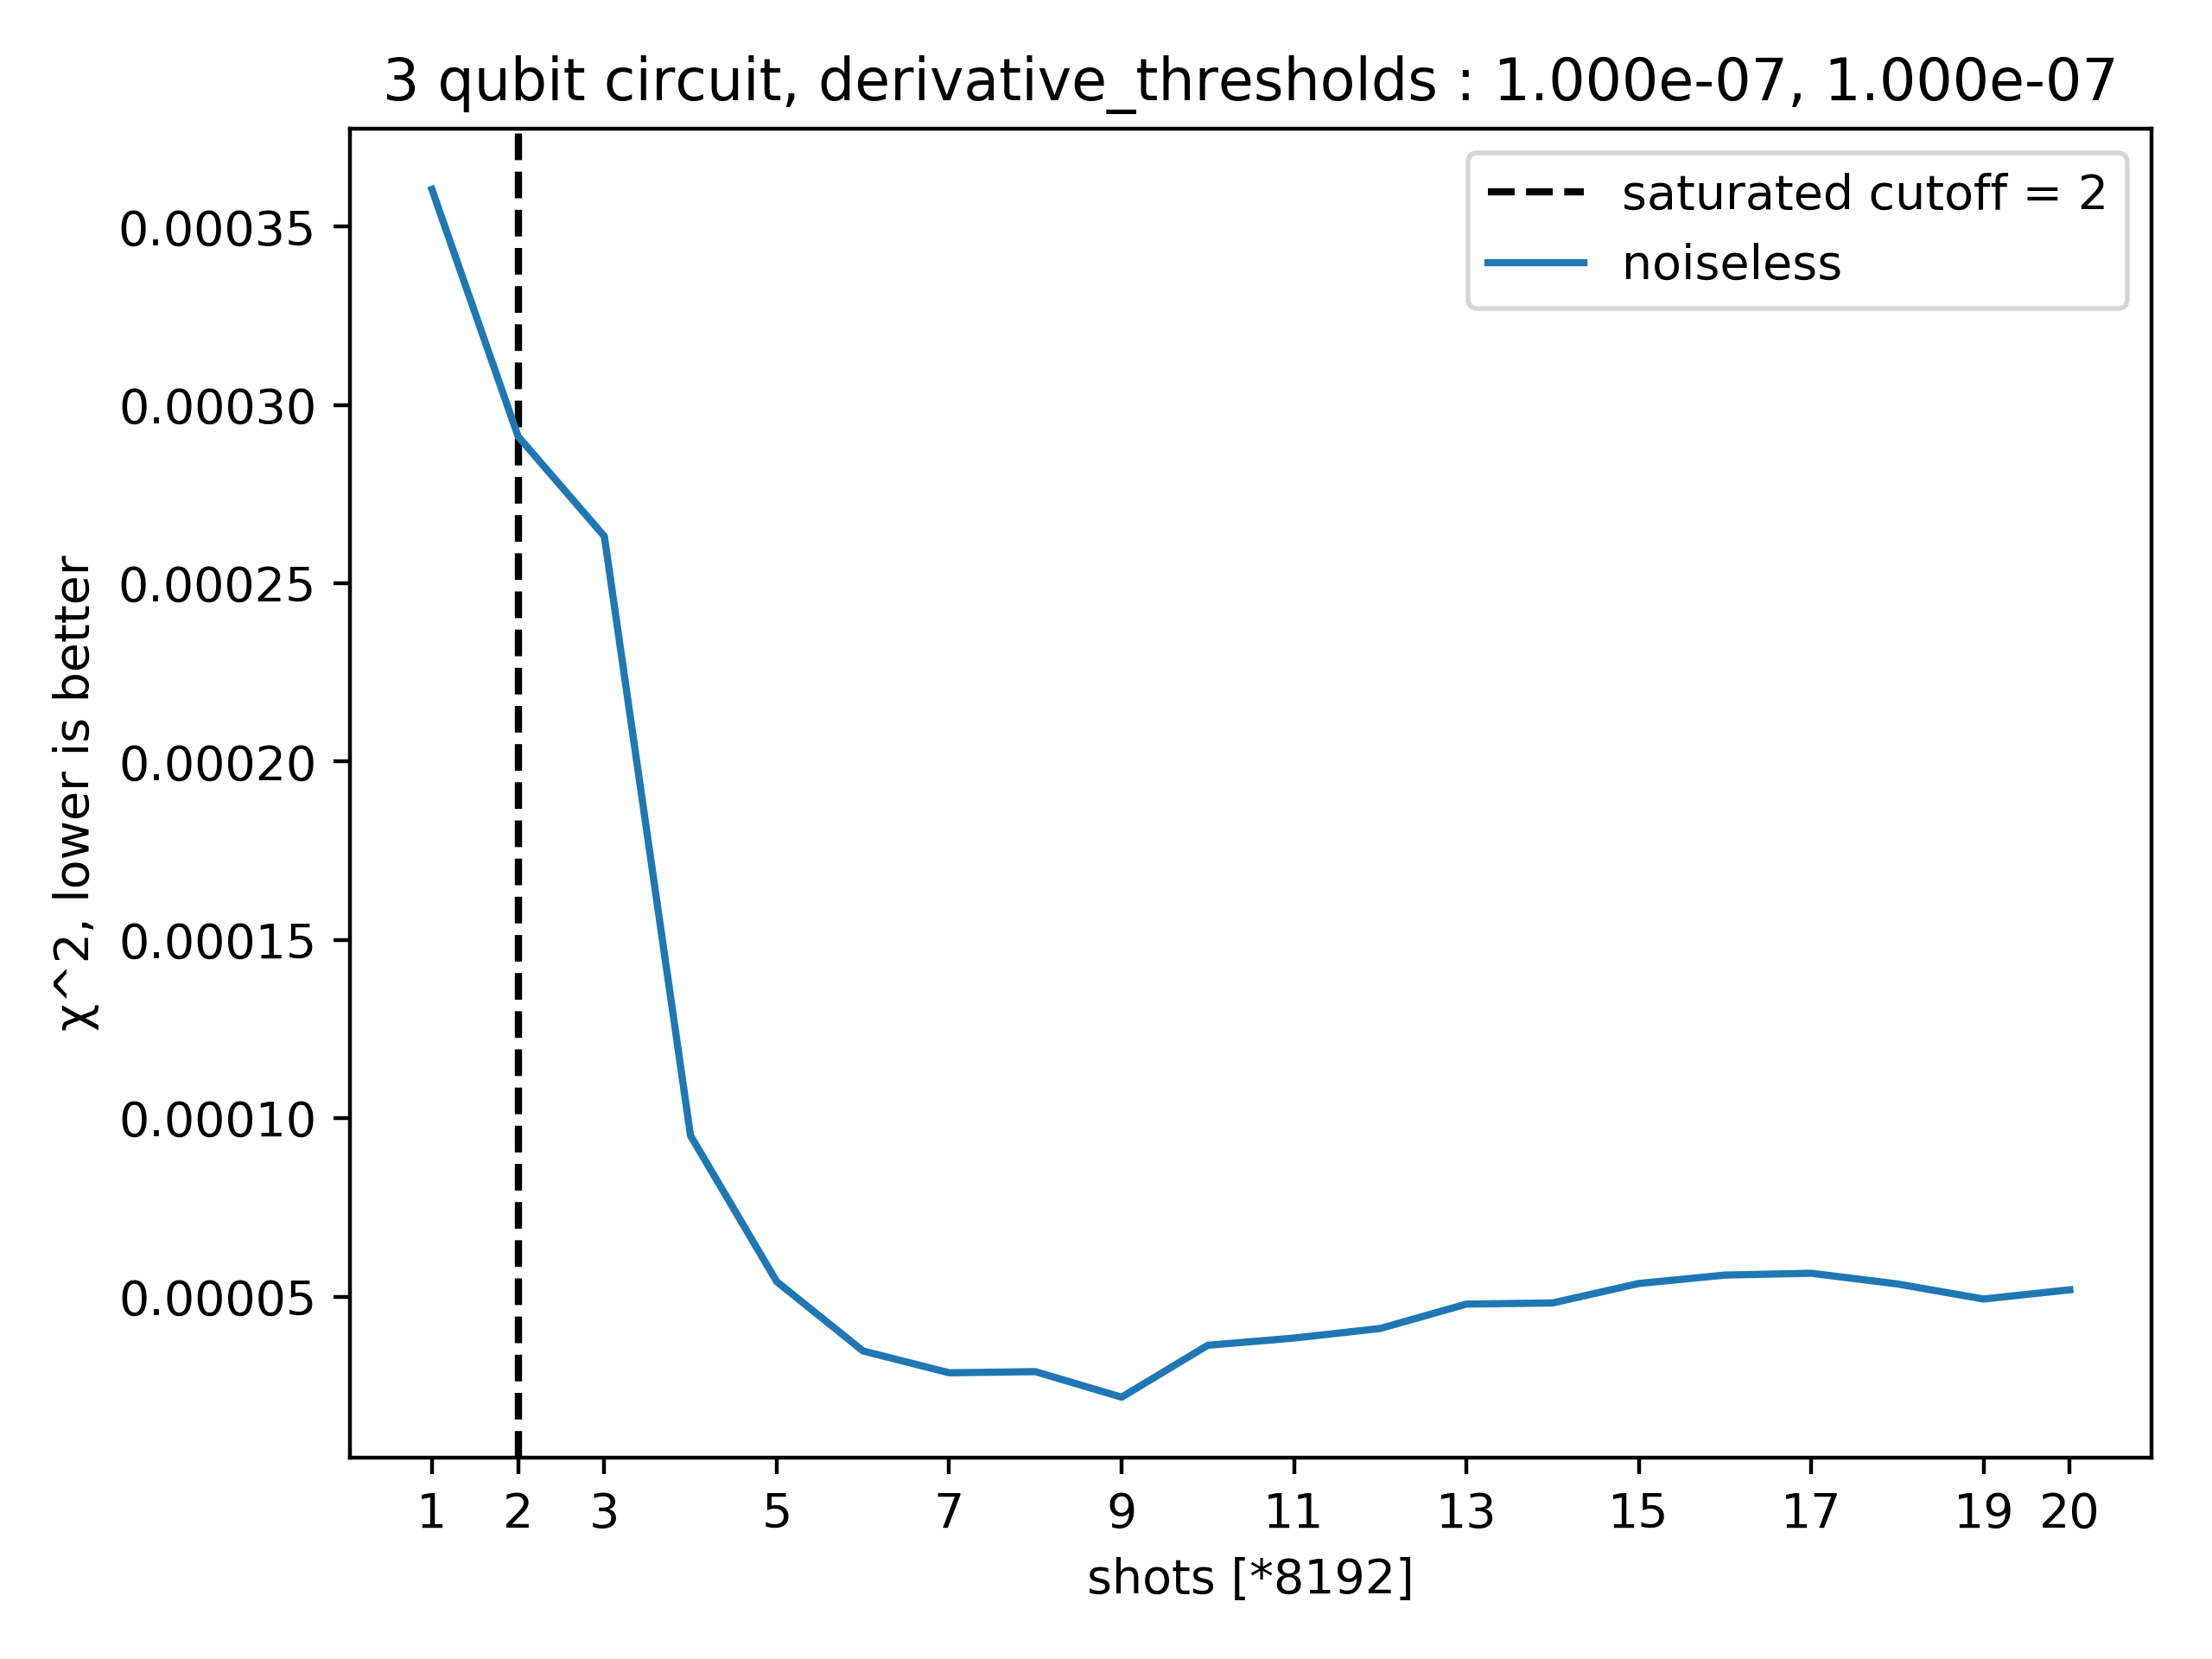 3 qubit circuit, derivative_thresholds : 1.000e-07, 1.000e-07
saturated cutoff = 2
noiseless
χ^2, lower is better
0.00035
0.00030
0.00025
0.00020
0.00015
0.00010
0.00005
1 2 3 5 7 9 11 13 15 17 19 20
shots [*8192]